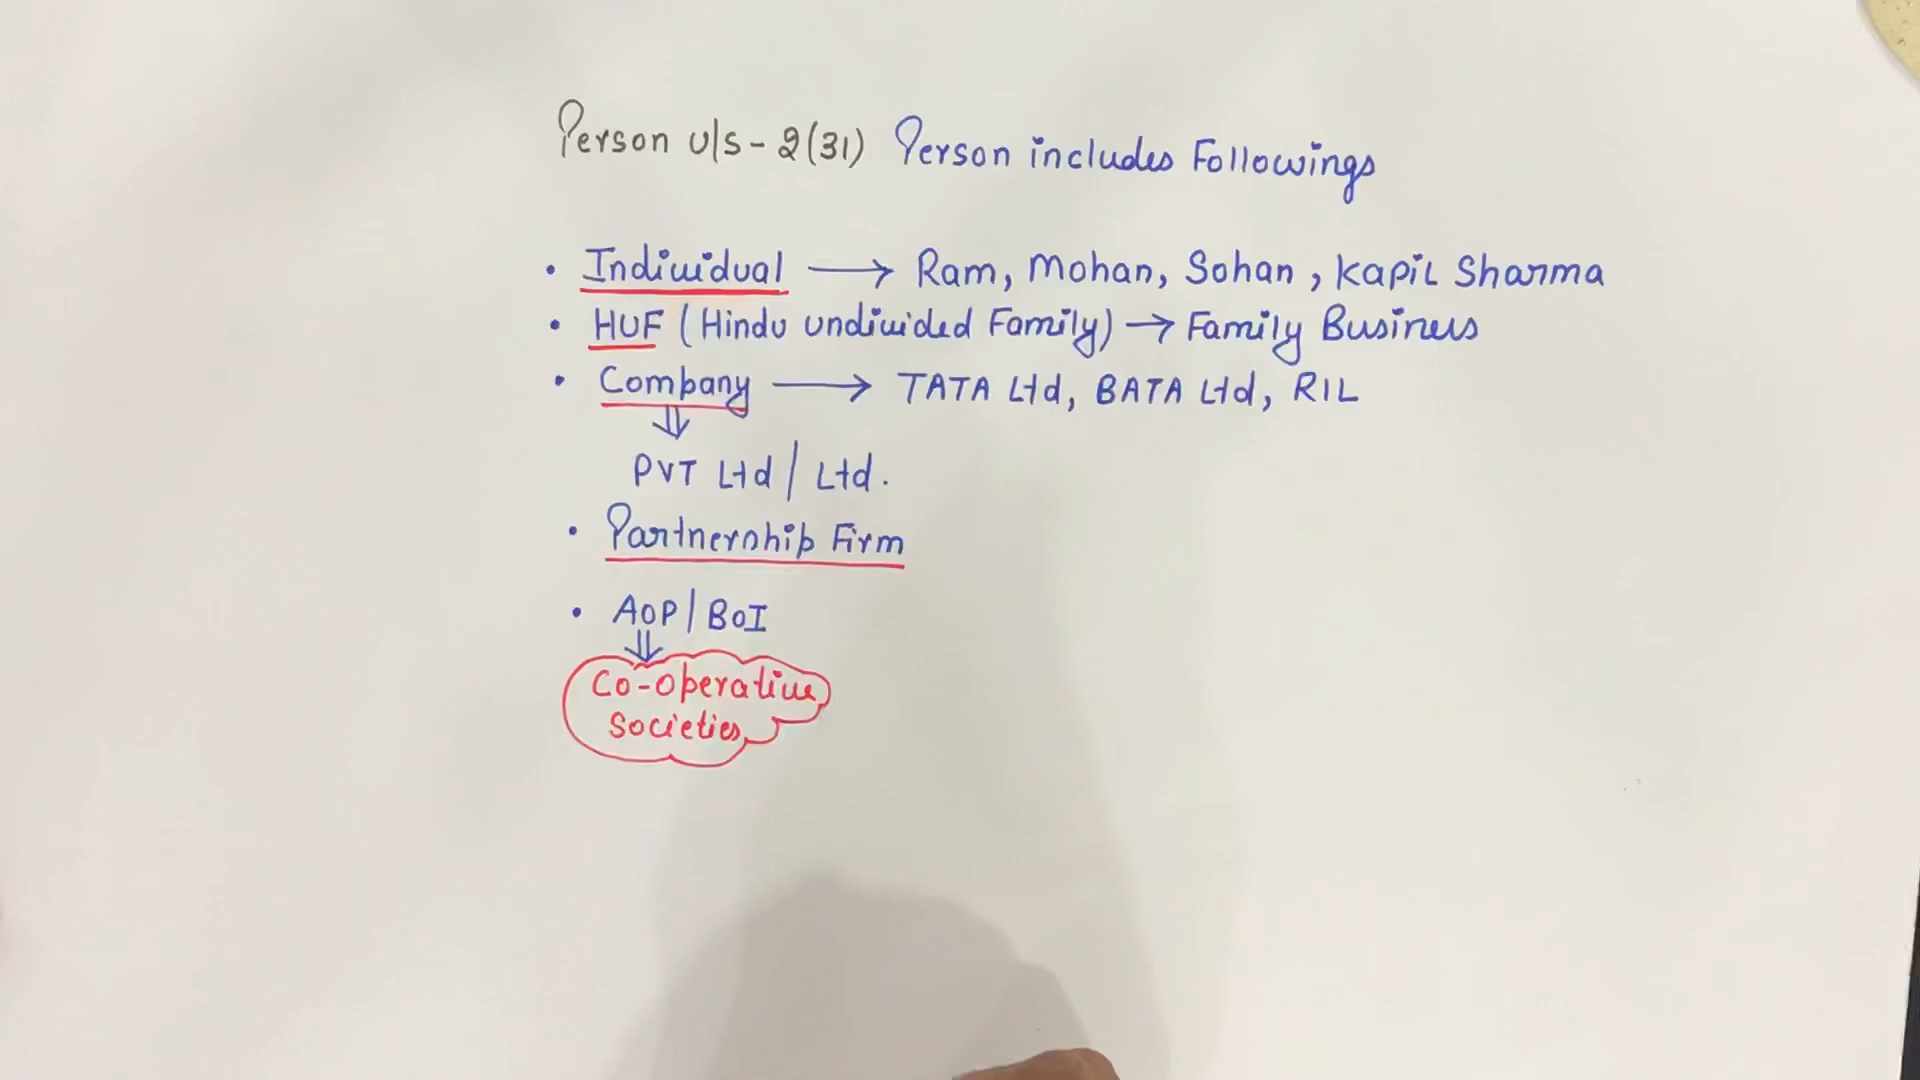 Person U/S - 2(31) Person includes Followings
• Individual → Ram, Mohan, Sohan, Kapil Sharma
• HUF (Hindu undivided Family) → Family Business
• Company → TATA Ltd, BATA Ltd, RIL
⇓
PVT Ltd / Ltd.
• Partnership Firm
• AOP / BOI
⇓
Co-operative
Societies